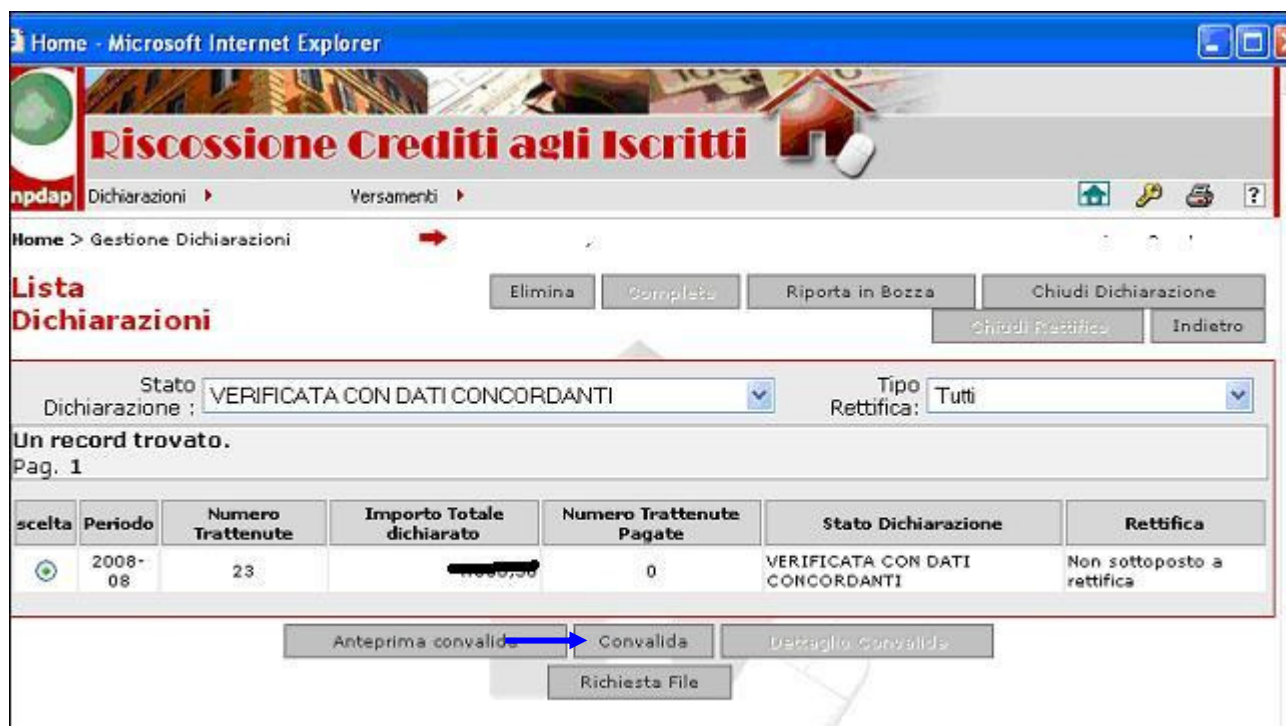 Home - Microsoft Internet Explorer
Riscossione Crediti agli Iscritti
npdap
Dichiarazioni
Versamenti
?
Home > Gestione Dichiarazioni
Lista
Dichiarazioni
Elimina
Completa
Riporta in Bozza
Chiudi Dichiarazione
Chiudi Rettifica
Indietro
Stato
Dichiarazione :
VERIFICATA CON DATI CONCORDANTI
Tipo
Rettifica:
Tutti
Un record trovato.
Pag. 1
scelta
Periodo
Numero
Trattenute
Importo Totale
dichiarato
Numero Trattenute
Pagate
Stato Dichiarazione
Rettifica
2008-
08
23
0
VERIFICATA CON DATI
CONCORDANTI
Non sottoposto a
rettifica
Anteprima convalida
Convalida
Dettaglio Convalida
Richiesta File